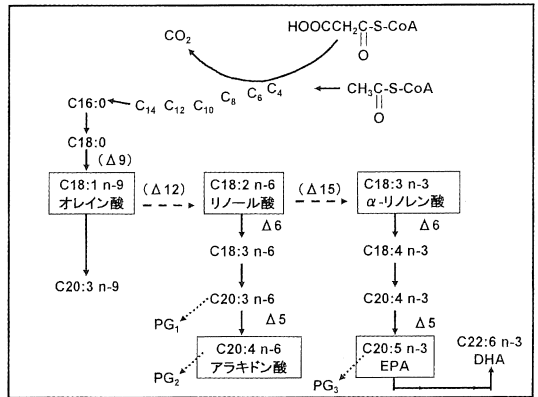 HOOCCH₂C-S-CoA
O
CO₂
C₁₄ C₁₂ C₁₀ C₈ C₆ C₄
CH₃C-S-CoA
O
C16:0
C18:0
(Δ9)
C18:1 n-9
オレイン酸
(Δ12)
C18:2 n-6
リノール酸
(Δ15)
C18:3 n-3
α-リノレン酸
Δ6
Δ6
C18:3 n-6
C18:4 n-3
C20:3 n-9
C20:3 n-6
C20:4 n-3
PG₁
Δ5
Δ5
C20:4 n-6
アラキドン酸
C20:5 n-3
EPA
C22:6 n-3
DHA
PG₂
PG₃